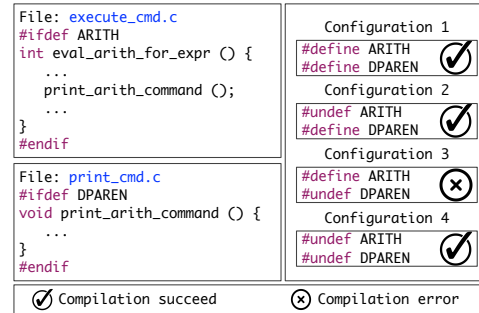 File: execute_cmd.c
#ifdef ARITH
int eval_arith_for_expr () {
...
print_arith_command ();
...
}
#endif
File: print_cmd.c
#ifdef DPAREN
void print_arith_command () {
...
}
#endif
Configuration 1
#define ARITH
#define DPAREN
Configuration 2
#undef ARITH
#define DPAREN
Configuration 3
#define ARITH
#undef DPAREN
Configuration 4
#undef ARITH
#undef DPAREN
Compilation succeed
Compilation error